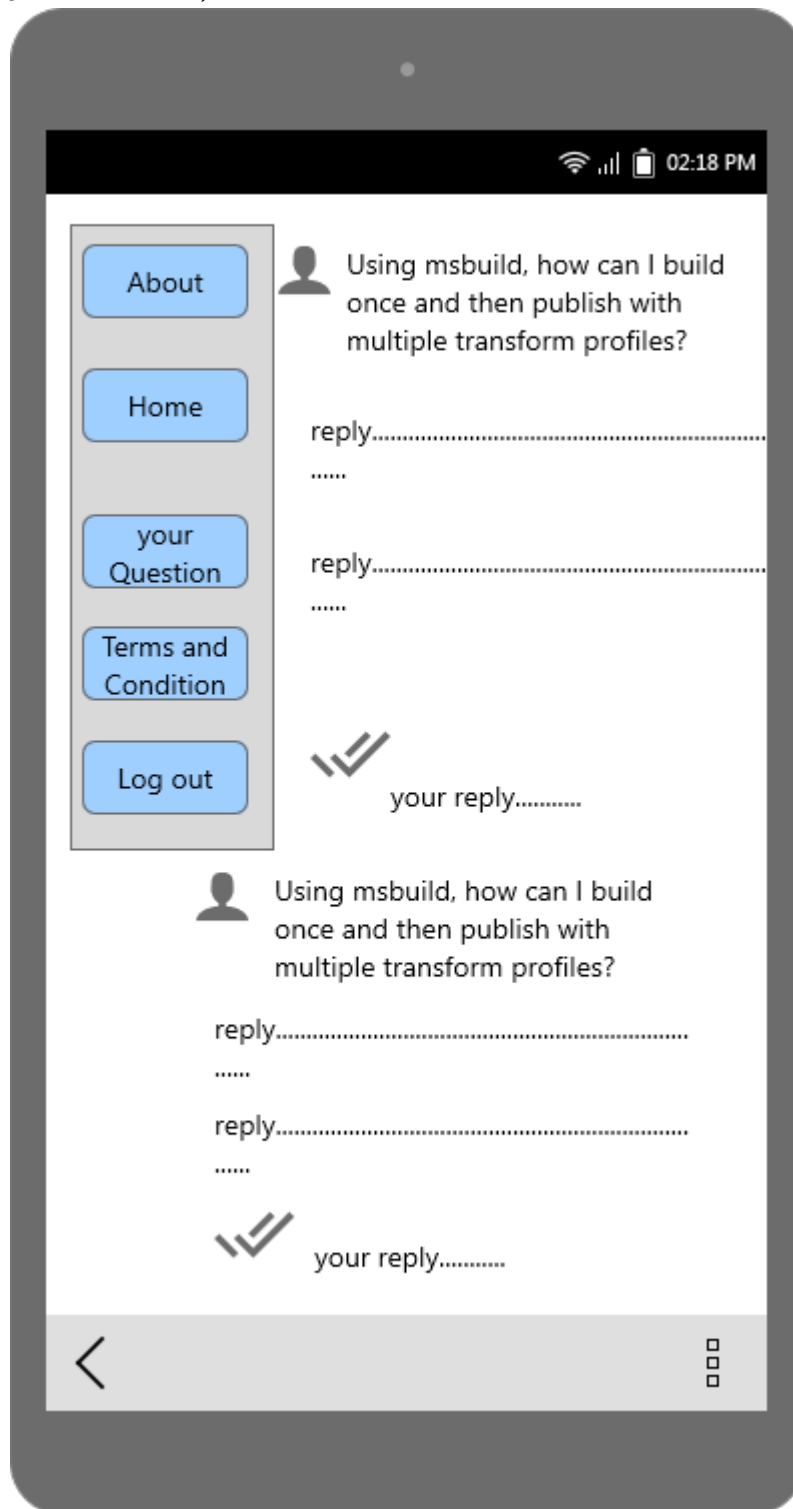 02:18 PM
About
Home
your
Question
Terms and
Condition
Log out
Using msbuild, how can I build
once and then publish with
multiple transform profiles?
reply.................................................................
......
reply.................................................................
......
your reply...........
Using msbuild, how can I build
once and then publish with
multiple transform profiles?
reply....................................................................
......
reply....................................................................
......
your reply...........